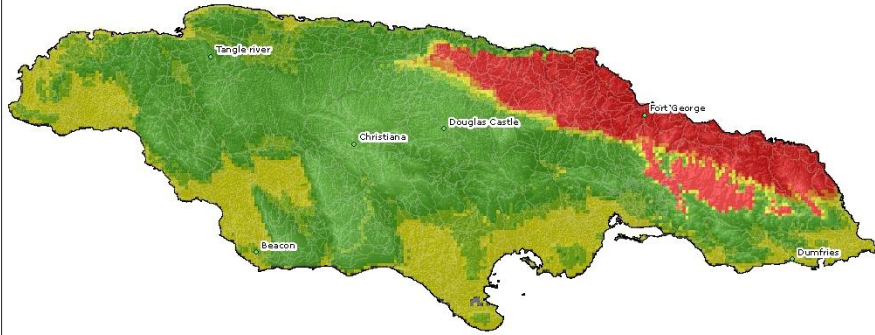 Tangle river
Fort George
Douglas Castle
Christiana
Beacon
Dumfries